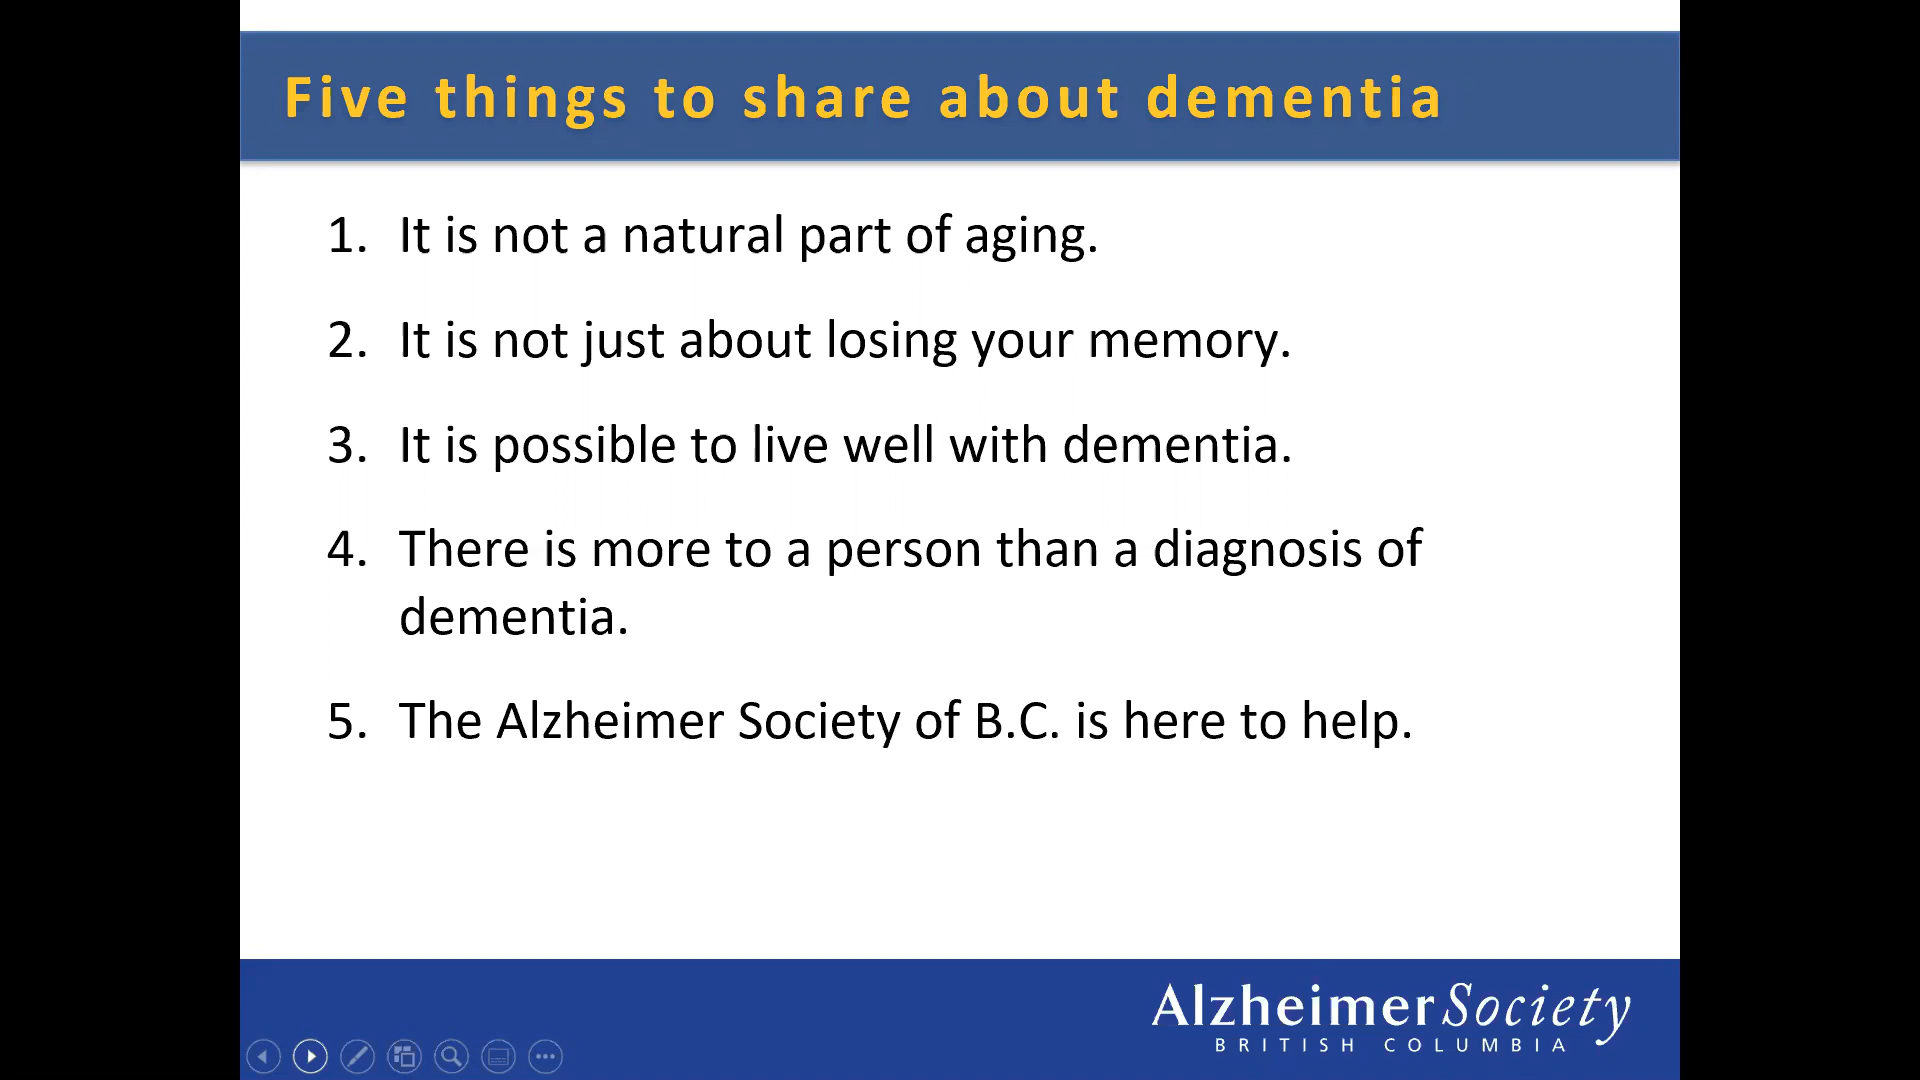 Five things to share about dementia
1. It is not a natural part of aging.
2. It is not just about losing your memory.
3. It is possible to live well with dementia.
4. There is more to a person than a diagnosis of
dementia.
5. The Alzheimer Society of B.C. is here to help.
AlzheimerSociety
BRITISH COLUMBIA